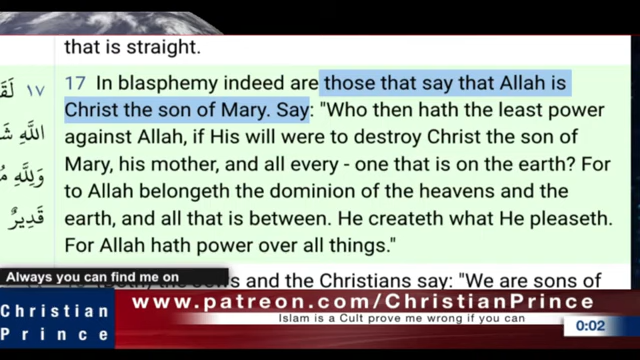 that is straight.
١٧ لَقَ
17 In blasphemy indeed are those that say that Allah is
Christ the son of Mary. Say: "Who then hath the least power
against Allah, if His will were to destroy Christ the son of
Mary, his mother, and all every - one that is on the earth? For
to Allah belongeth the dominion of the heavens and the
earth, and all that is between. He createth what He pleaseth.
For Allah hath power over all things."
اللَّهِ شَ
وَلِلَّهِ مُ
قَدِيرٌ
and the Christians say: "We are sons of
Always you can find me on
Christian
Prince
www.patreon.com/ChristianPrince
Islam is a Cult prove me wrong if you can
0:02